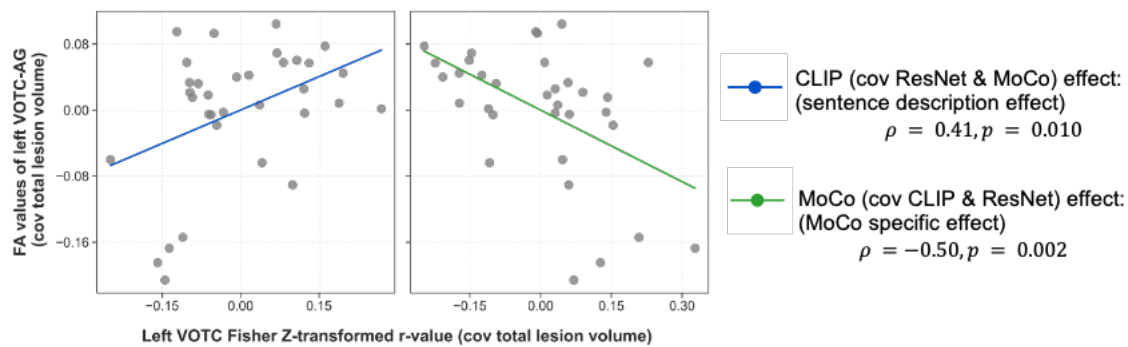 FA values of left VOTC-AG
(cov total lesion volume)
0.08
0.00
−0.08
−0.16
−0.15
0.00
0.15
−0.15
0.00
0.15
0.30
Left VOTC Fisher Z-transformed r-value (cov total lesion volume)
CLIP (cov ResNet & MoCo) effect:
(sentence description effect)
ρ = 0.41, p = 0.010
MoCo (cov CLIP & ResNet) effect:
(MoCo specific effect)
ρ = −0.50, p = 0.002